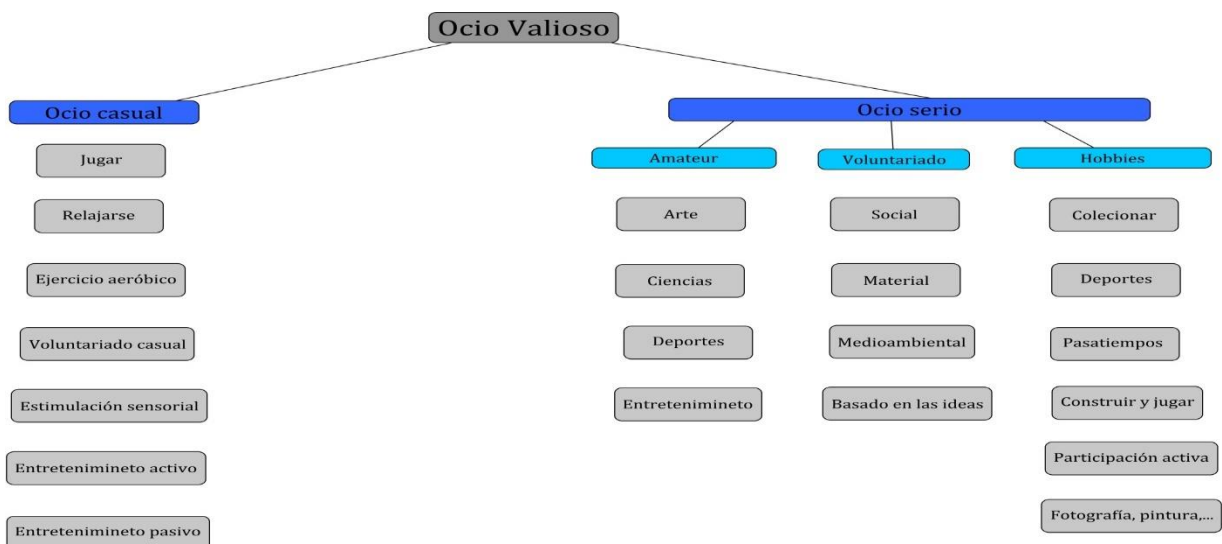 Ocio Valioso
Ocio casual
Jugar
Relajarse
Ejercicio aeróbico
Voluntariado casual
Estimulación sensorial
Entretenimineto activo
Entretenimineto pasivo
Ocio serio
Amateur
Arte
Ciencias
Deportes
Entretenimineto
Voluntariado
Social
Material
Medioambiental
Basado en las ideas
Hobbies
Colecionar
Deportes
Pasatiempos
Construir y jugar
Participación activa
Fotografía, pintura,...